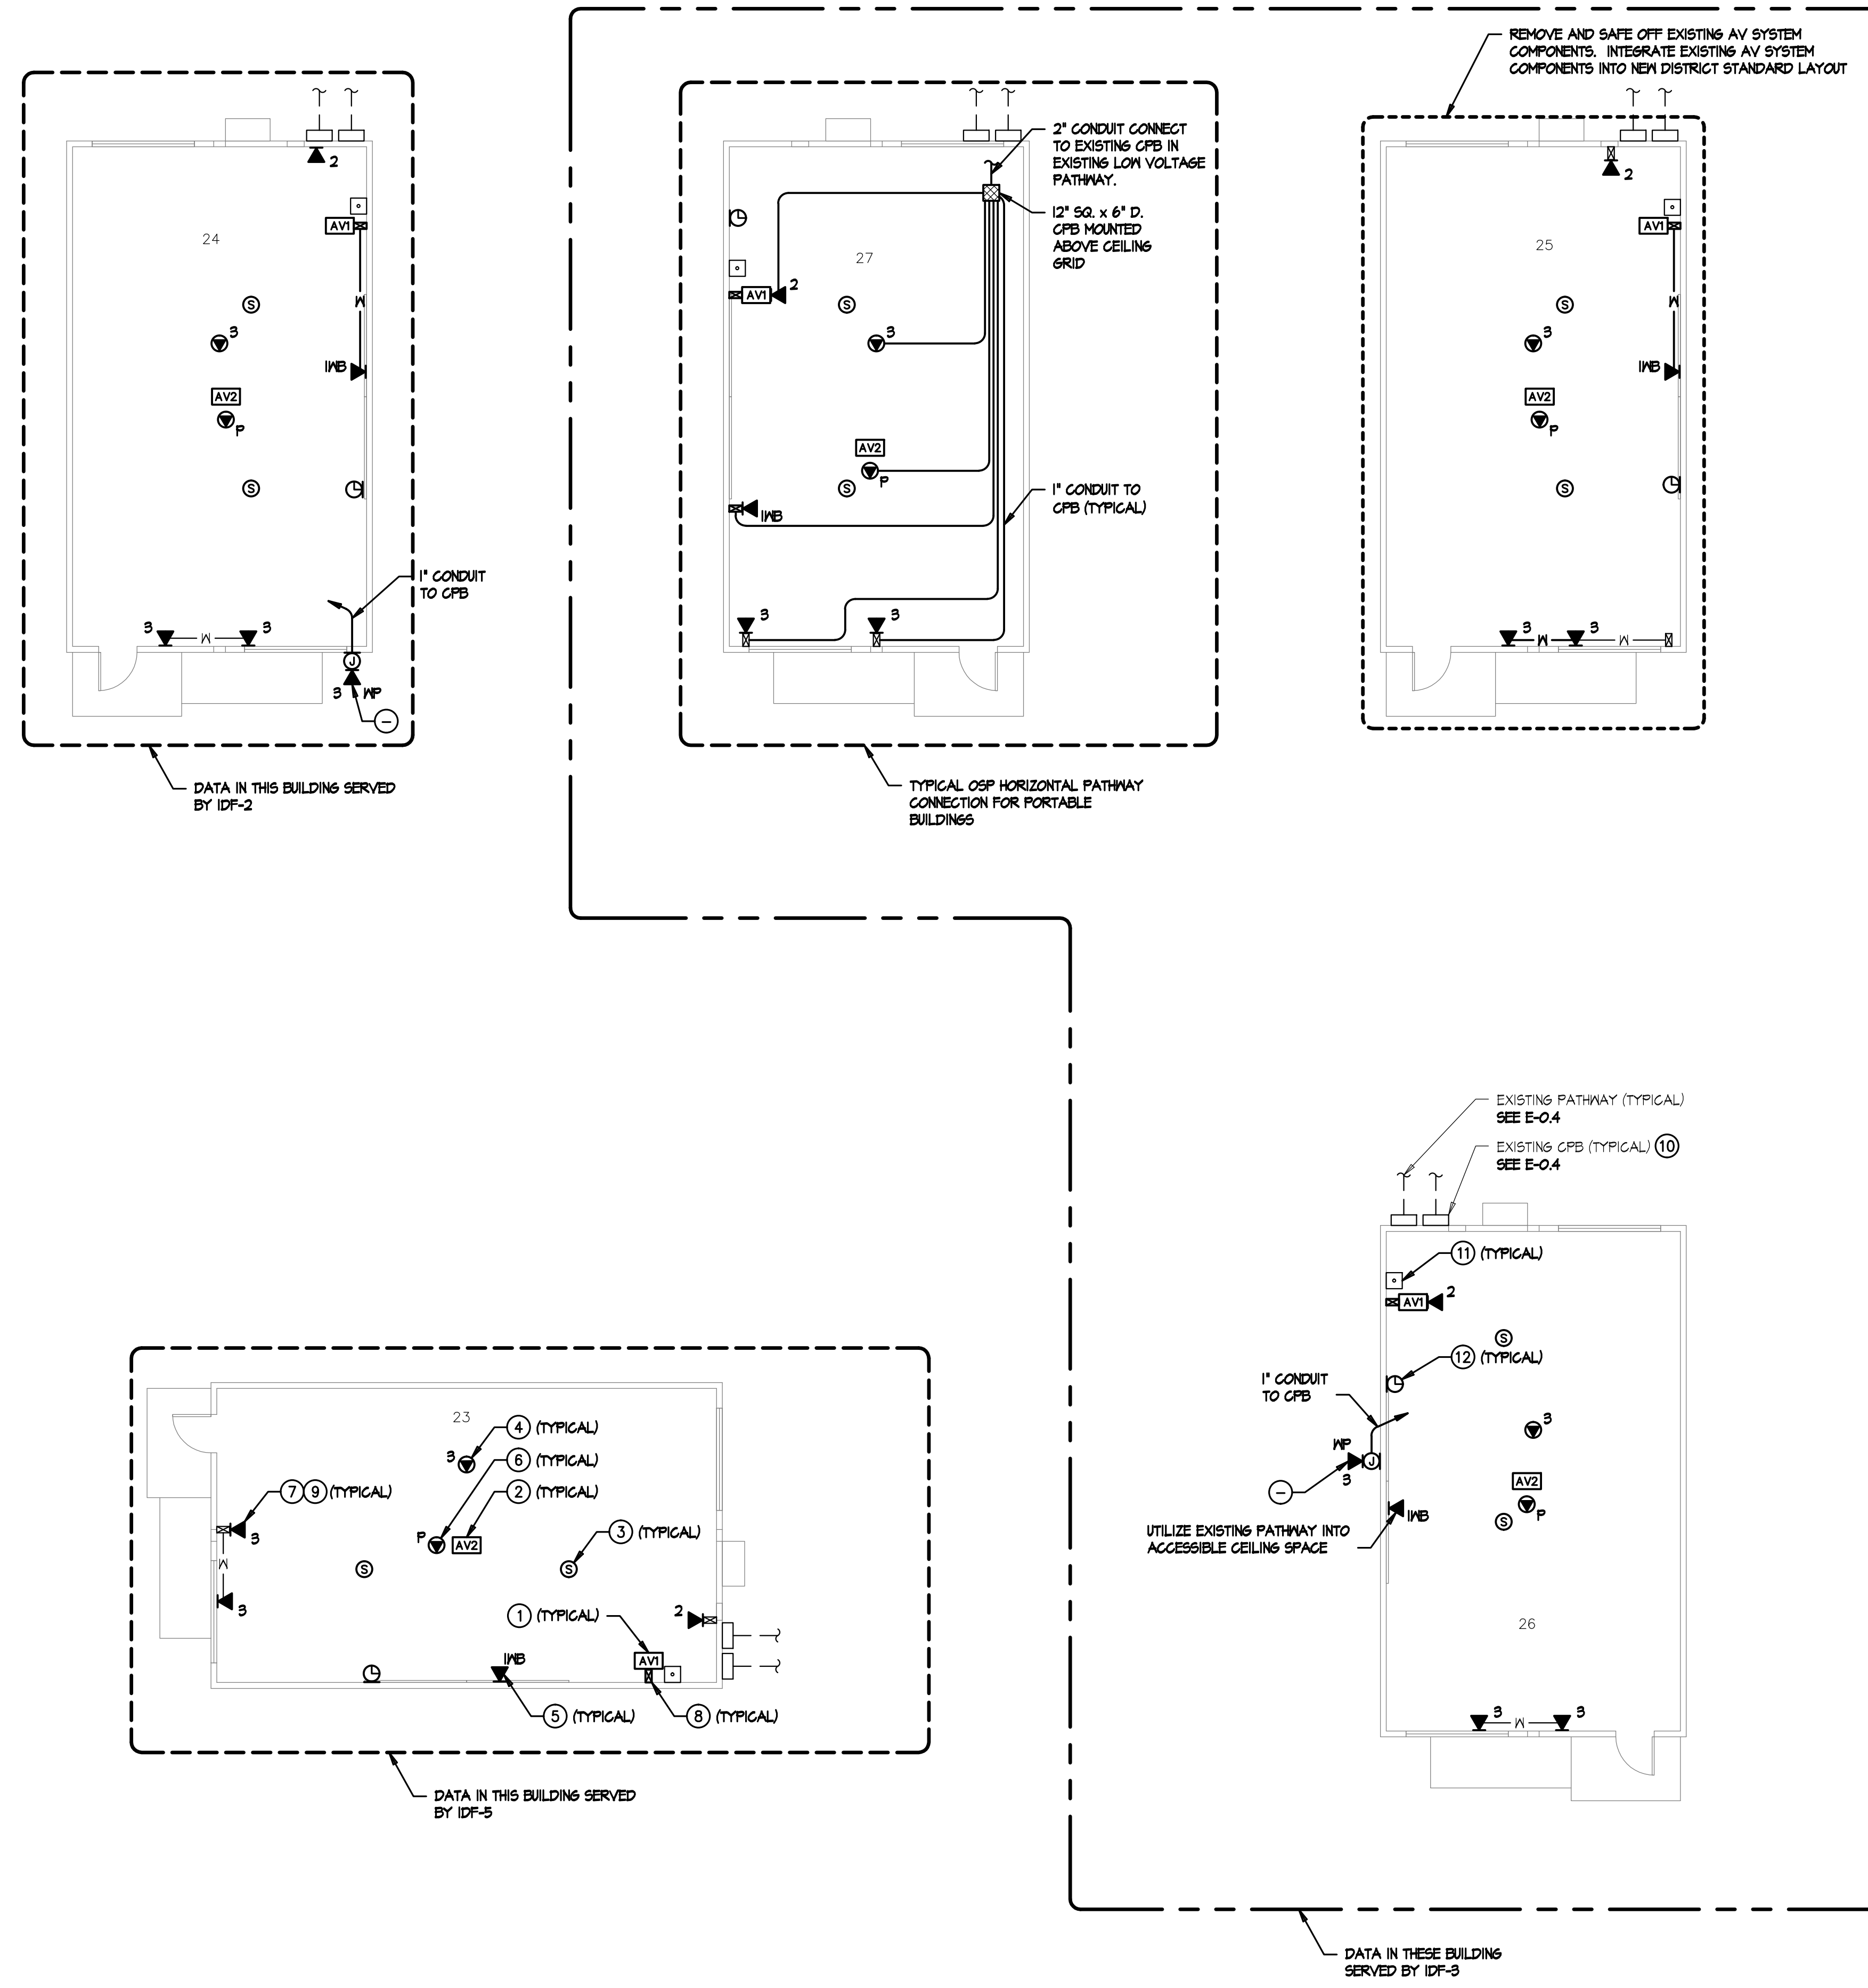 REMOVE AND SAFE OFF EXISTING AV SYSTEM
COMPONENTS. INTEGRATE EXISTING AV SYSTEM
COMPONENTS INTO NEW DISTRICT STANDARD LAYOUT
2
AV1
24
W
S
3
IWB
AV2
P
S
1" CONDUIT
TO CPB
3
W
3
J
3
WP
–
DATA IN THIS BUILDING SERVED
BY IDF-2
2" CONDUIT CONNECT
TO EXISTING CPB IN
EXISTING LOW VOLTAGE
PATHWAY.
12" SQ. x 6" D.
CPB MOUNTED
ABOVE CEILING
GRID
27
AV1
2
S
3
AV2
P
S
IWB
1" CONDUIT TO
CPB (TYPICAL)
3
3
TYPICAL OSP HORIZONTAL PATHWAY
CONNECTION FOR PORTABLE
BUILDINGS
2
AV1
25
W
S
3
IWB
AV2
P
S
3
W
3
W
EXISTING PATHWAY (TYPICAL)
SEE E-0.4
EXISTING CPB (TYPICAL) 10
SEE E-0.4
11 (TYPICAL)
AV1
2
S
12 (TYPICAL)
1" CONDUIT
TO CPB
3
WP
J
3
–
AV2
P
S
IWB
UTILIZE EXISTING PATHWAY INTO
ACCESSIBLE CEILING SPACE
26
3
W
3
23
4 (TYPICAL)
3
6 (TYPICAL)
2 (TYPICAL)
7 9 (TYPICAL)
3
P
AV2
3 (TYPICAL)
W
S
S
3
1 (TYPICAL)
2
IWB
AV1
5 (TYPICAL)
8 (TYPICAL)
DATA IN THIS BUILDING SERVED
BY IDF-5
DATA IN THESE BUILDING
SERVED BY IDF-3